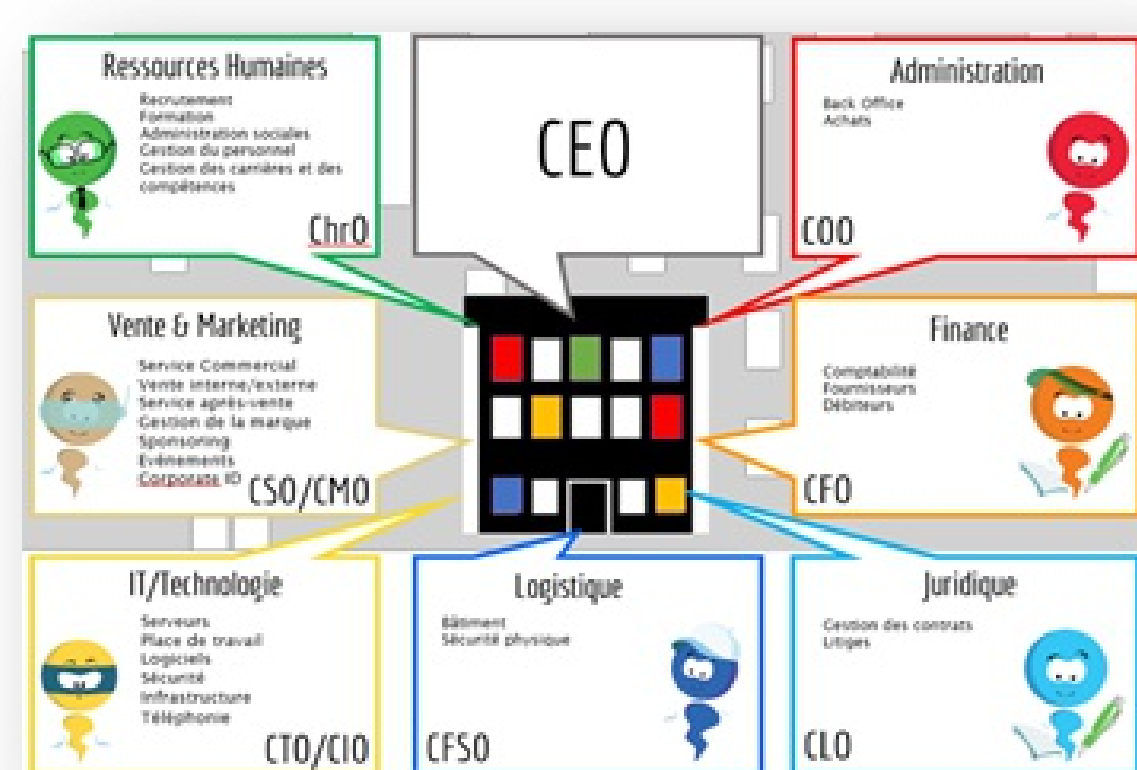 Ressources Humaines
Recrutement
Formation
Administration sociales
Gestion du personnel
Gestion des carrières et des
compétences
ChrO
CEO
Administration
Back Office
Achats
COO
Vente & Marketing
Service Commercial
Vente interne/externe
Service après-vente
Gestion de la marque
Sponsoring
Evénements
Corporate ID
CSO/CMO
Finance
Comptabilité
Fournisseurs
Débiteurs
CFO
IT/Technologie
Serveurs
Place de travail
Logiciels
Sécurité
Infrastructure
Téléphonie
CTO/CIO
Logistique
Bâtiment
Sécurité physique
CFSO
Juridique
Gestion des contrats
Litiges
CLO